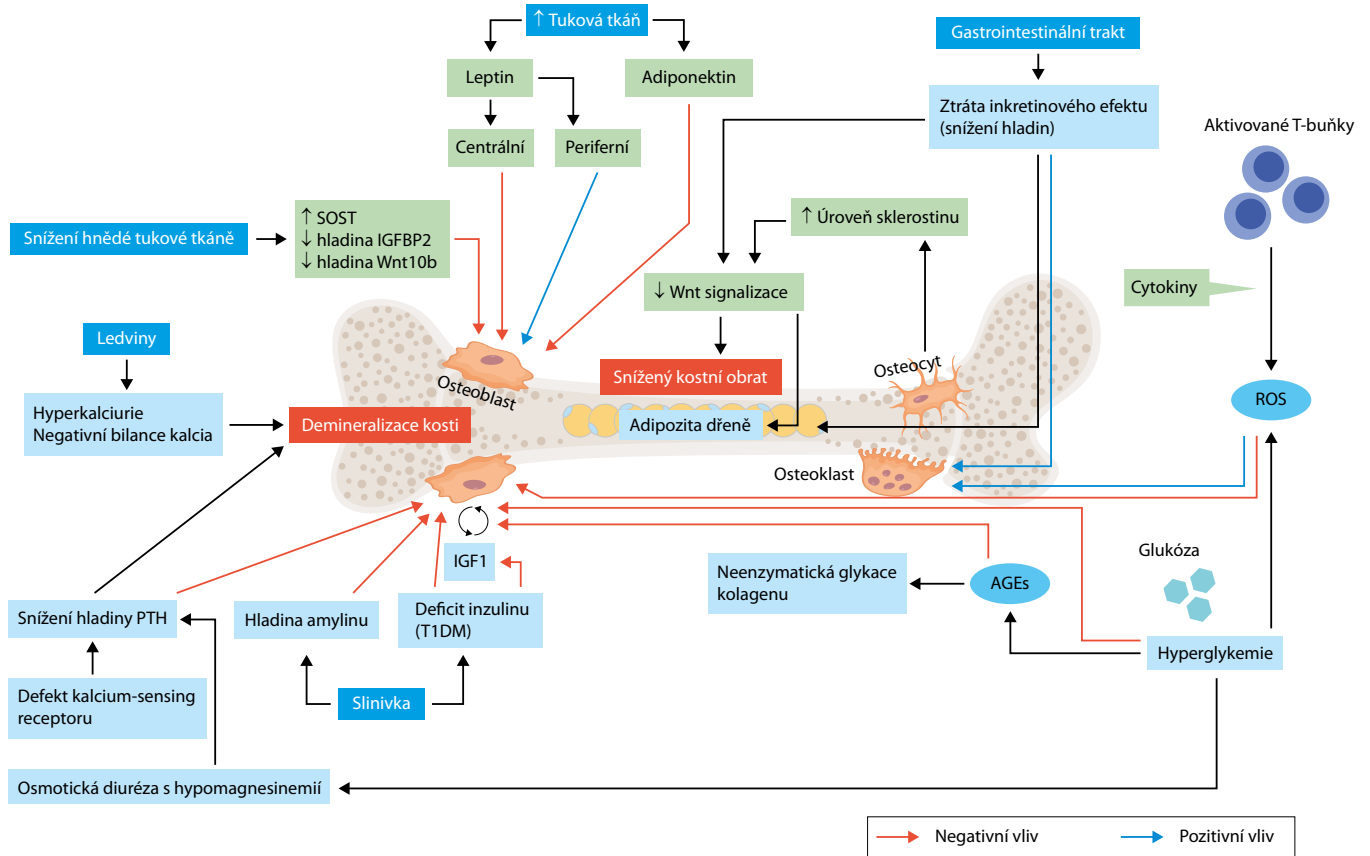 ↑ Tuková tkáň
Gastrointestinální trakt
Leptin
Adiponektin
Ztráta inkretinového efektu
(snížení hladin)
Aktivované T-buňky
Centrální
Periferní
↑ SOST
↓ hladina IGFBP2
↓ hladina Wnt10b
Snížení hnědé tukové tkáně
↑ Úroveň sklerostinu
↓ Wnt signalizace
Cytokiny
Ledviny
Snížený kostní obrat
Osteocyt
Osteoblast
ROS
Hyperkalciurie
Negativní bilance kalcia
Demineralizace kosti
Adipozita dřeně
Osteoklast
IGF1
Neenzymatická glykace
kolagenu
AGEs
Glukóza
Snížení hladiny PTH
Hladina amylinu
Deficit inzulinu
(T1DM)
Hyperglykemie
Defekt kalcium-sensing
receptoru
Slinivka
Osmotická diuréza s hypomagnesinemií
Negativní vliv
Pozitivní vliv